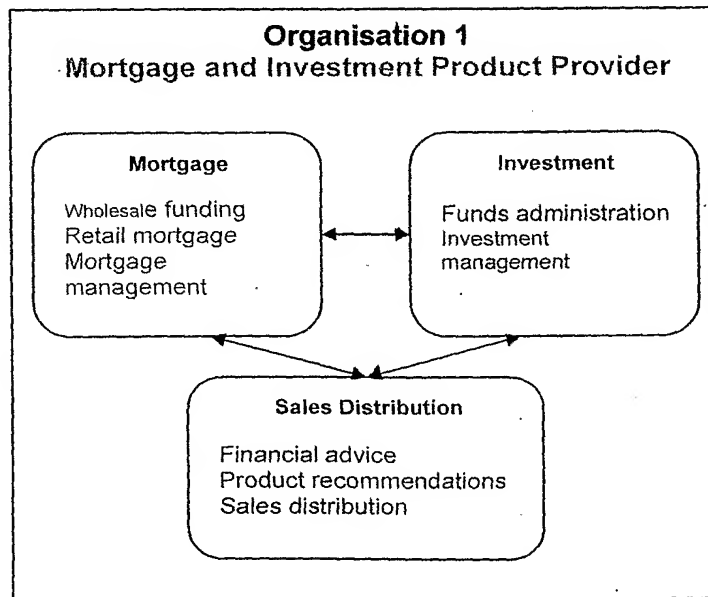 Organisation 1
Mortgage and Investment Product Provider
Mortgage
Wholesale funding
Retail mortgage
Mortgage
management
Investment
Funds administration
Investment
management
Sales Distribution
Financial advice
Product recommendations
Sales distribution